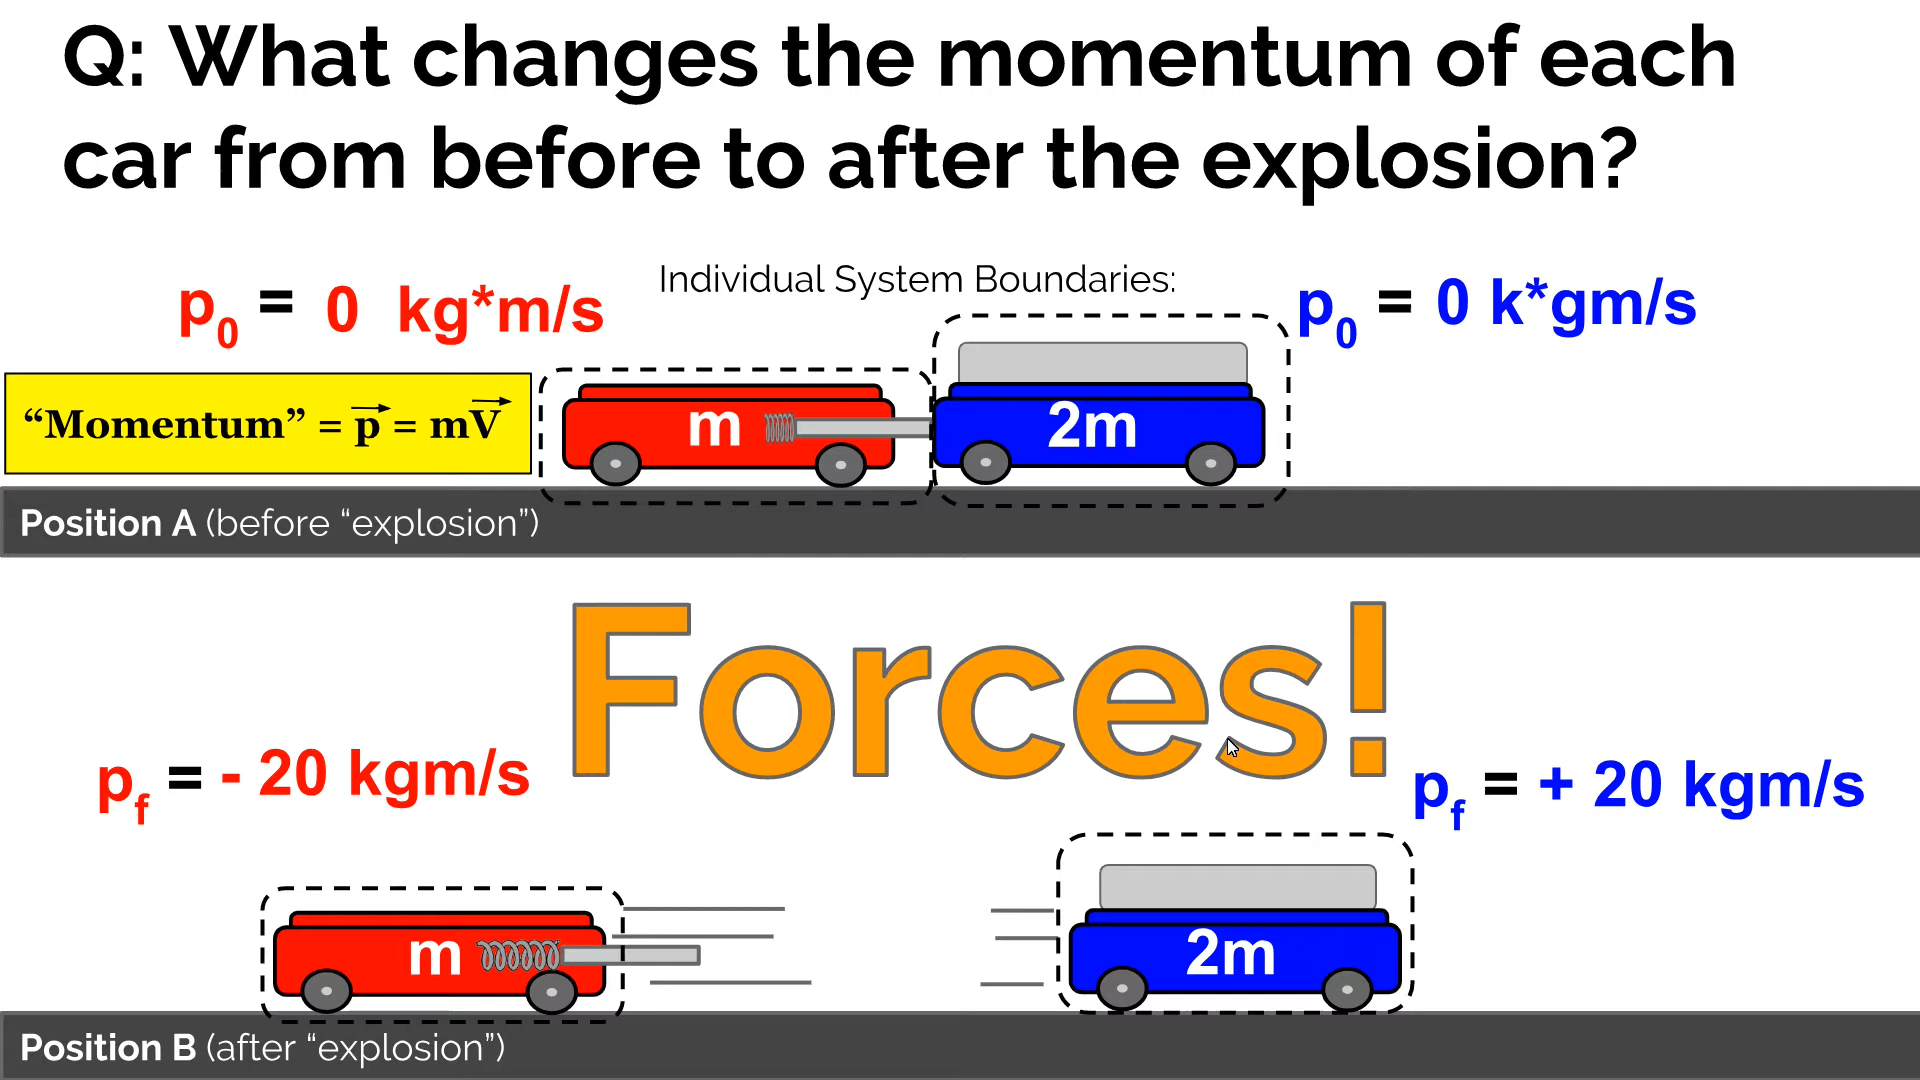 Q: What changes the momentum of each
car from before to after the explosion?
Individual System Boundaries:
p0 = 0 kg*m/s
p0 = 0 k*gm/s
“Momentum” = p = mV
m
2m
Position A (before “explosion”)
Forces!
pf = - 20 kgm/s
pf = + 20 kgm/s
m
2m
Position B (after “explosion”)